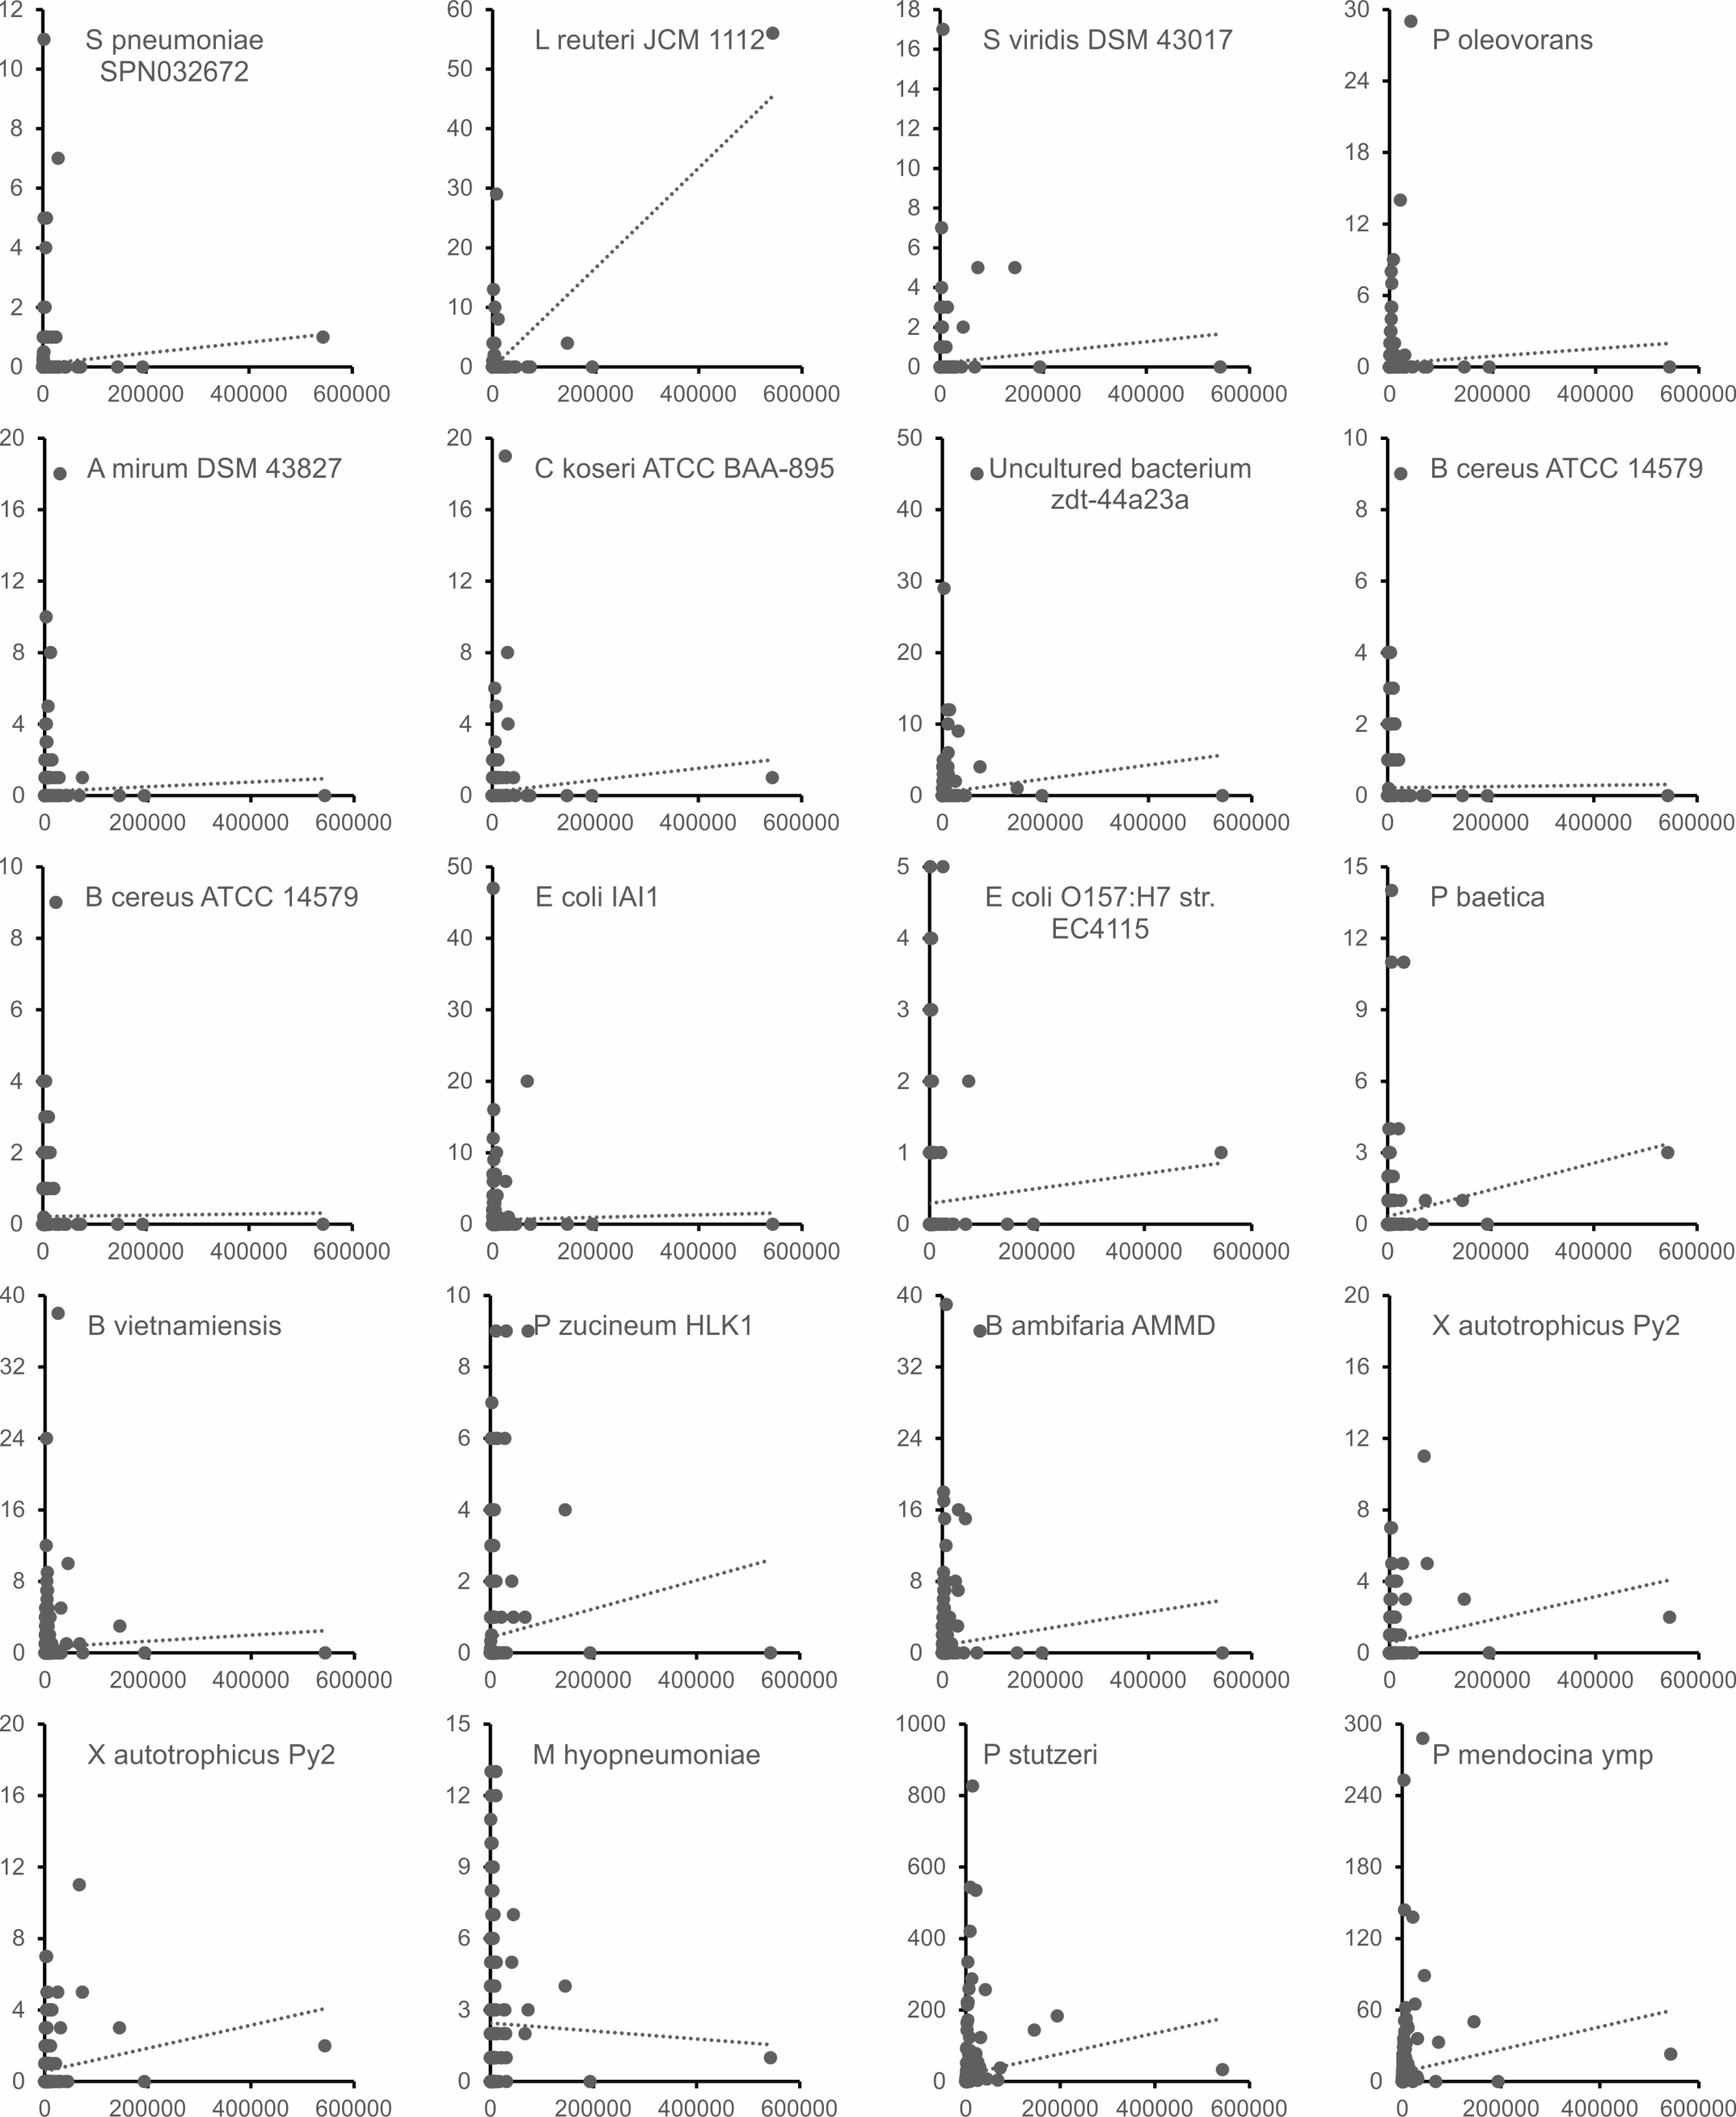 12
10
8
6
4
2
0
S pneumoniae
SPN032672
0 200000 400000 600000
60
50
40
30
20
10
0
L reuteri JCM 1112
0 200000 400000 600000
18
16
14
12
10
8
6
4
2
0
S viridis DSM 43017
0 200000 400000 600000
30
24
18
12
6
0
P oleovorans
0 200000 400000 600000
20
16
12
8
4
0
A mirum DSM 43827
0 200000 400000 600000
20
16
12
8
4
0
C koseri ATCC BAA-895
0 200000 400000 600000
50
40
30
20
10
0
Uncultured bacterium
zdt-44a23a
0 200000 400000 600000
10
8
6
4
2
0
B cereus ATCC 14579
0 200000 400000 600000
10
8
6
4
2
0
B cereus ATCC 14579
0 200000 400000 600000
50
40
30
20
10
0
E coli IAI1
0 200000 400000 600000
5
4
3
2
1
0
E coli O157:H7 str.
EC4115
0 200000 400000 600000
15
12
9
6
3
0
P baetica
0 200000 400000 600000
40
32
24
16
8
0
B vietnamiensis
0 200000 400000 600000
10
8
6
4
2
0
P zucineum HLK1
0 200000 400000 600000
40
32
24
16
8
0
B ambifaria AMMD
0 200000 400000 600000
20
16
12
8
4
0
X autotrophicus Py2
0 200000 400000 600000
20
16
12
8
4
0
X autotrophicus Py2
0 200000 400000 600000
15
12
9
6
3
0
M hyopneumoniae
0 200000 400000 600000
1000
800
600
400
200
0
P stutzeri
0 200000 400000 600000
300
240
180
120
60
0
P mendocina ymp
0 200000 400000 600000